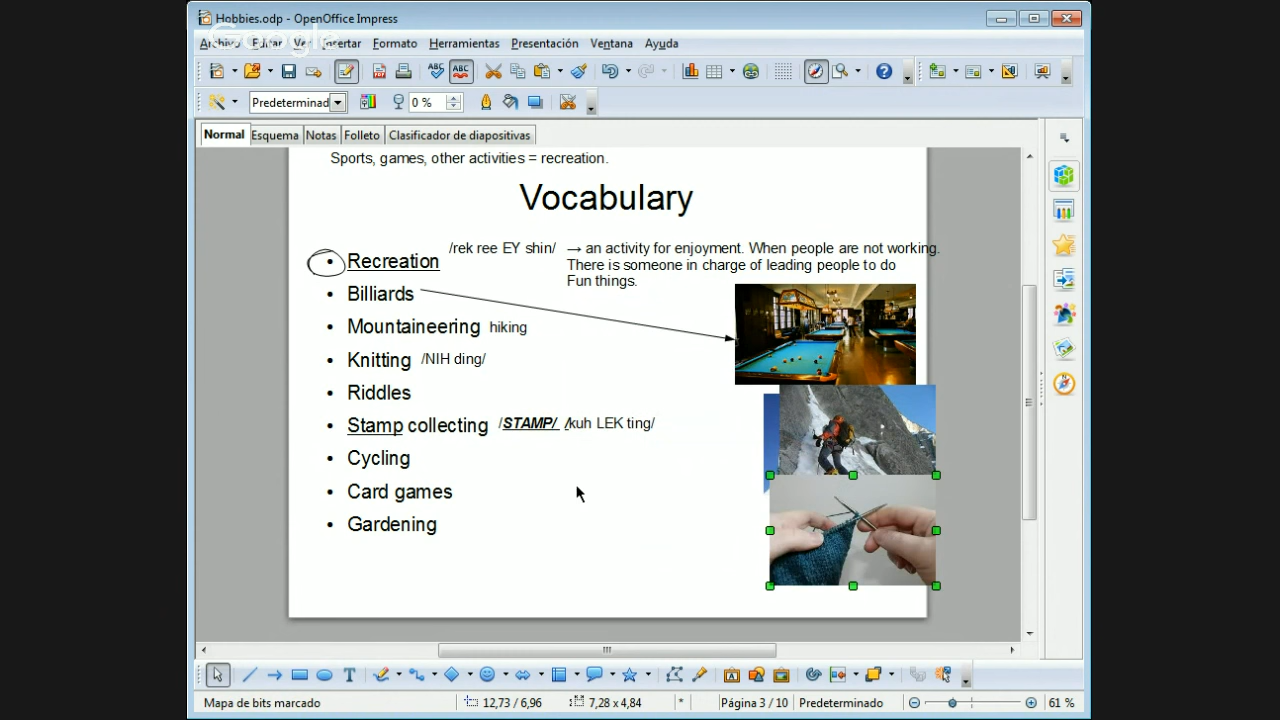 Hobbies.odp - OpenOffice Impress
Google
Archivo Editar Ver Insertar Formato Herramientas Presentación Ventana Ayuda
ABC ABC
Predeterminad 0 %
Normal Esquema Notas Folleto Clasificador de diapositivas
Sports, games, other activities = recreation.
Vocabulary
• Recreation /rek ree EY shin/ → an activity for enjoyment. When people are not working.
There is someone in charge of leading people to do
Fun things.
• Billiards
• Mountaineering hiking
• Knitting /NIH ding/
• Riddles
• Stamp collecting /STAMP/ /kuh LEK ting/
• Cycling
• Card games
• Gardening
Mapa de bits marcado 12,73 / 6,96 7,28 x 4,84 * Página 3 / 10 Predeterminado 61 %